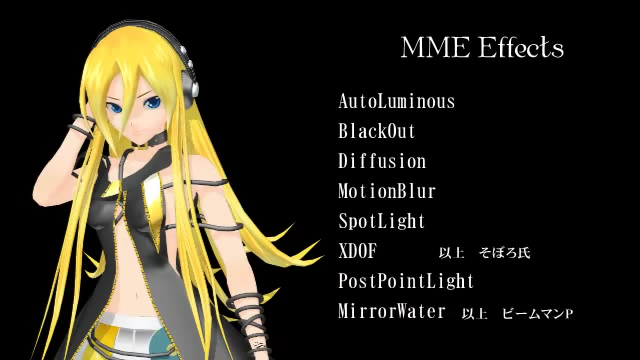 MME Effects
AutoLuminous
BlackOut
Diffusion
MotionBlur
SpotLight
XDOF 以上 そぼろ氏
PostPointLight
MirrorWater 以上 ビームマンP